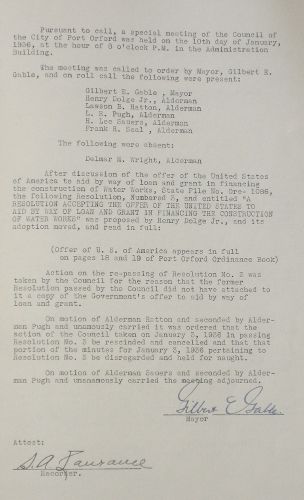 Pursuant to call, a special meeting of the Council of
the City of Port Orford was held on the 10th day of January,
1936, at the hour of 8 o'clock P.M. in the Administration
Building.
The meeting was called to order by Mayor, Gilbert E.
Gable, and on roll call the following were present:
Gilbert E. Gable , Mayor
Henry Dolge Jr., Alderman
Lawson B. Hatton, Alderman
L. R. Pugh, Alderman
H. Lee Sauers, Alderman
Frank R. Seal , Alderman
The following were absent:
Delmar M. Wright, Alderman
After discussion of the offer of the United States
of America to aid by way of loan and grant in financing
the construction of Water Works, State File No. Ore- 1086,
the following Resolution, Numbered 2, and entitled "A
RESOLUTION ACCEPTING THE OFFER OF THE UNITED STATES TO
AID BY WAY OF LOAN AND GRANT IN FINANCING THE CONSTRUCTION
OF WATER WORKS" was proposed by Henry Dolge Jr., and its
adoption moved, and read in full:
(Offer of U. S. of America appears in full
on pages 18 and 19 of Port Orford Ordinance Book)
Action on the re-passing of Resolution No. 2 was
taken by the Council for the reason that the former
Resolution passed by the Council did not have attached to
it a copy of the Government's offer to aid by way of
loan and grant.
On motion of Alderman Hatton and seconded by Alder-
man Pugh and unamously carried it was ordered that the
action of the Council taken on January 3, 1936 in passing
Resolution No. 2 be rescinded and cancelled and that that
portion of the minutes for January 3, 1936 pertaining to
Resolution No. 2 be disregarded and held for naught.
On motion of Alderman Sauers and seconded by Alder-
man Pugh and unanamously carried the meeting adjourned.
Gilbert E Gable
Mayor
Attest:
S.A. Laurance
Recorder.